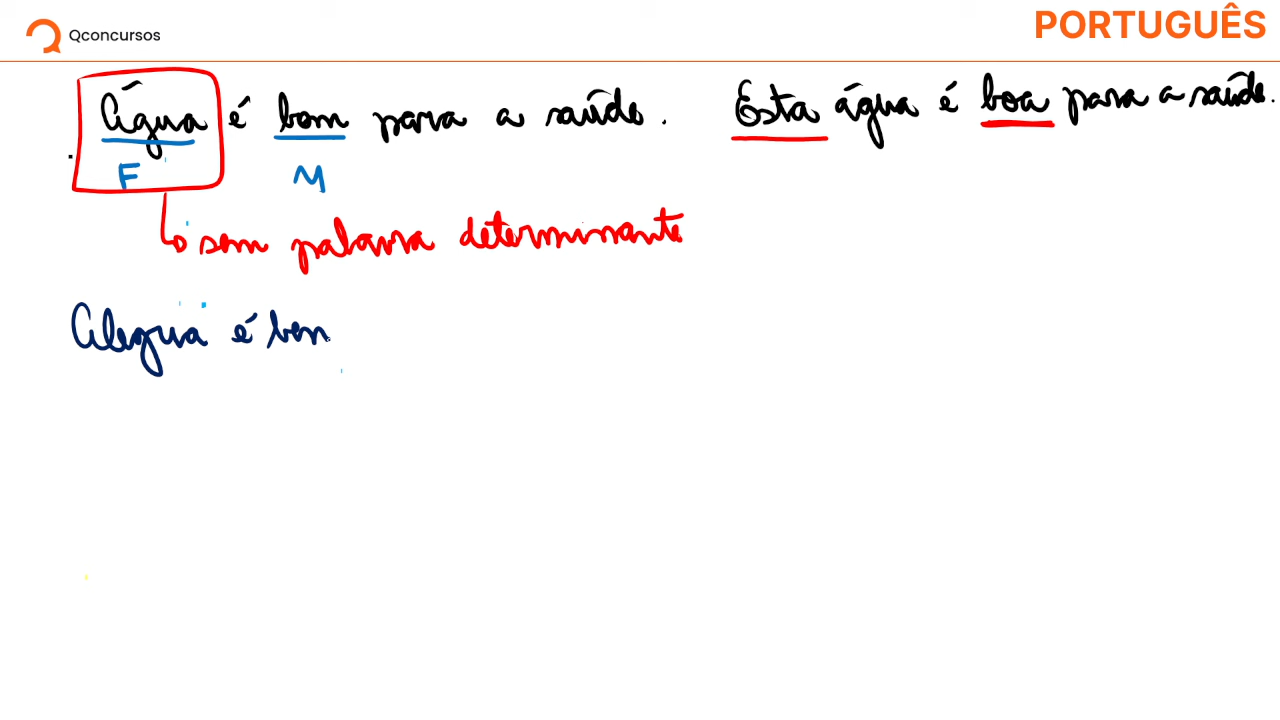 Qconcursos
PORTUGUÊS
Água é bom para a saúde.
Esta água é boa para a saúde.
F
M
sem palavra determinante
Alegria é bom